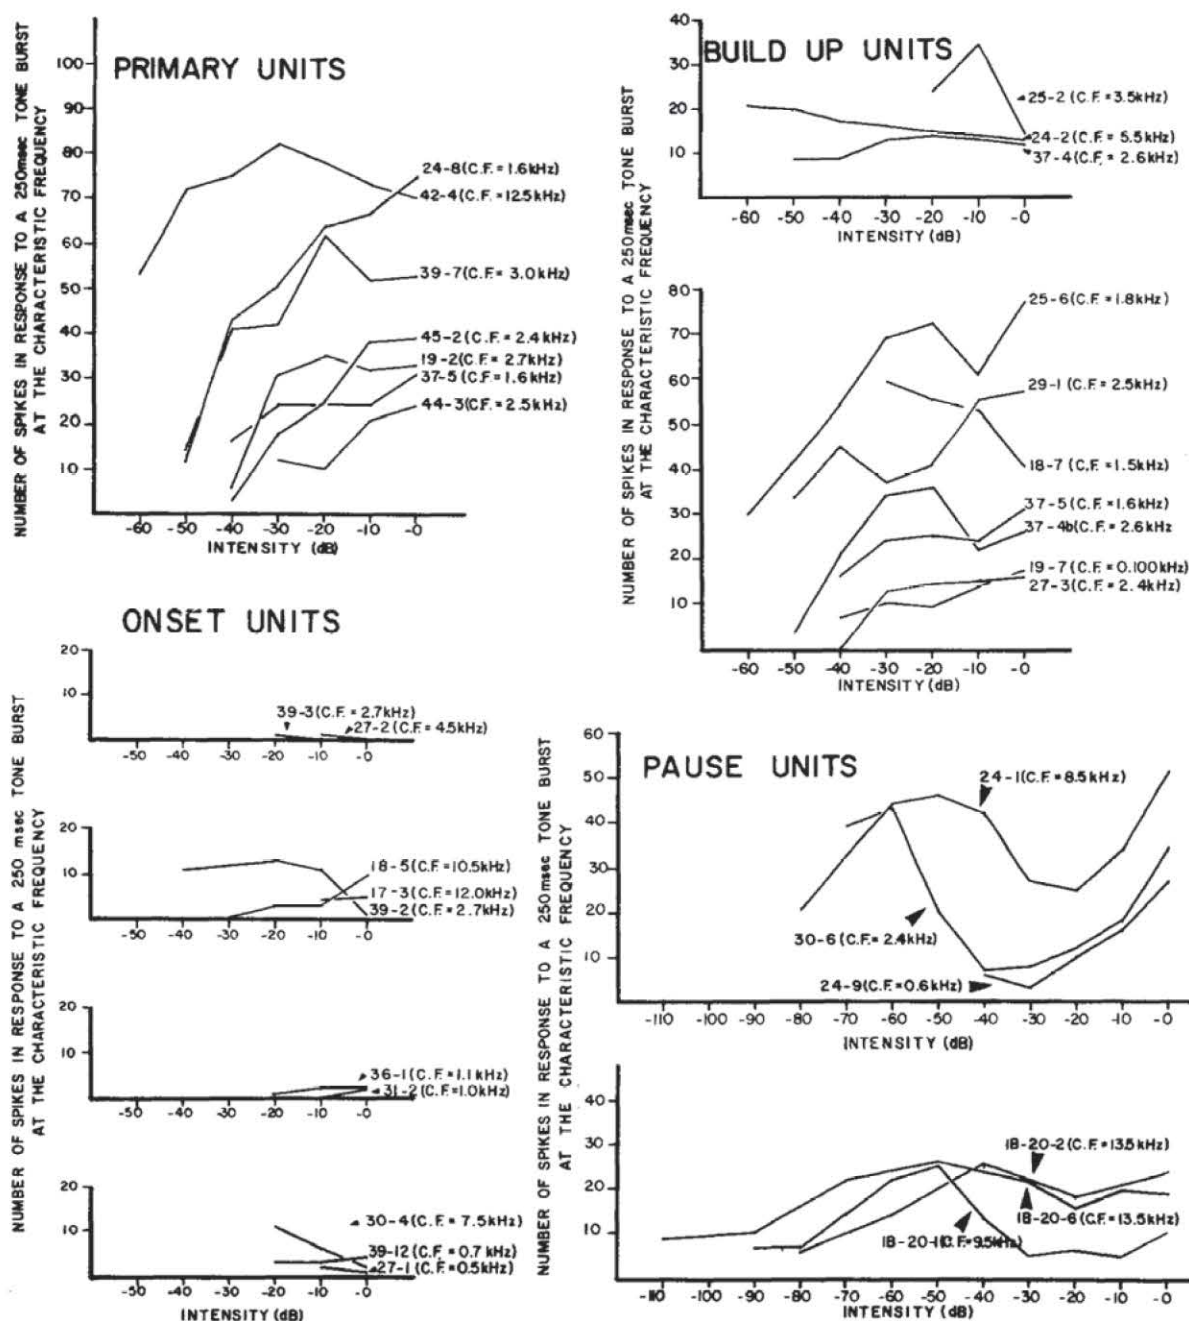 NUMBER OF SPIKES IN RESPONSE TO A 250msec TONE BURST
AT THE CHARACTERISTIC FREQUENCY
PRIMARY UNITS
100
90
80
70
60
50
40
30
20
10
24-8(C.F.=1.6kHz)
42-4(C.F.= 12.5kHz)
39-7(C.F.= 3.0kHz)
45-2(C.F.= 2.4kHz)
19-2(C.F.= 2.7kHz)
37-5(C.F.=1.6kHz)
44-3(C.F.= 2.5kHz)
-60 -50 -40 -30 -20 -10 -0
INTENSITY (dB)
NUMBER OF SPIKES IN RESPONSE TO A 250msec TONE BURST
AT THE CHARACTERISTIC FREQUENCY
BUILD UP UNITS
40
30
20
10
25-2 (C.F.= 3.5kHz)
24-2(C.F.= 5.5kHz)
37-4(C.F.= 2.6kHz)
-60 -50 -40 -30 -20 -10 -0
INTENSITY (dB)
80
70
60
50
40
30
20
10
25-6(C.F.=1.8kHz)
29-1 (C.F.= 2.5kHz)
18-7 (C.F.=1.5kHz)
37-5(C.F.=1.6kHz)
37-4b(C.F.= 2.6kHz
19-7(C.F.= 0.100kHz)
27-3(C.F.= 2.4kHz)
-60 -50 -40 -30 -20 -10 -0
INTENSITY (dB)
NUMBER OF SPIKES IN RESPONSE TO A 250 msec TONE BURST
AT THE CHARACTERISTIC FREQUENCY
ONSET UNITS
20
10
39-3(C.F.= 2.7kHz)
27-2(C.F.= 4.5kHz)
-50 -40 -30 -20 -10 -0
20
10
18-5(C.F.=10.5kHz)
17-3(C.F.=12.0kHz)
39-2(C.F.= 2.7kHz)
-50 -40 -30 -20 -10 -0
20
10
36-1(C.F.=1.1kHz)
31-2(C.F.=1.0kHz)
-50 -40 -30 -20 -10 -0
20
10
30-4(C.F.= 7.5kHz)
39-12(C.F.= 0.7kHz)
27-1(C.F.= 0.5kHz)
-50 -40 -30 -20 -10 -0
INTENSITY (dB)
NUMBER OF SPIKES IN RESPONSE TO A 250msec TONE BURST
AT THE CHARACTERISTIC FREQUENCY
PAUSE UNITS
60
50
40
30
20
10
24-1(C.F.= 8.5kHz)
30-6(C.F.= 2.4kHz)
24-9(C.F.=0.6kHz)
-110 -100 -90 -80 -70 -60 -50 -40 -30 -20 -10 -0
INTENSITY (dB)
40
30
20
10
18-20-2(C.F.=13.5kHz)
18-20-6(C.F.=13.5kHz)
-110 -100 -90 -80 -70 -60 -50 -40 -30 -20 -10 -0
INTENSITY (dB)